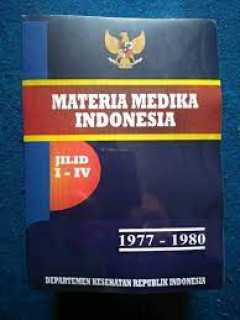 MATERIA MEDIKA
INDONESIA
JILID
I - IV
1977 - 1980
DEPARTEMEN KESEHATAN REPUBLIK INDONESIA